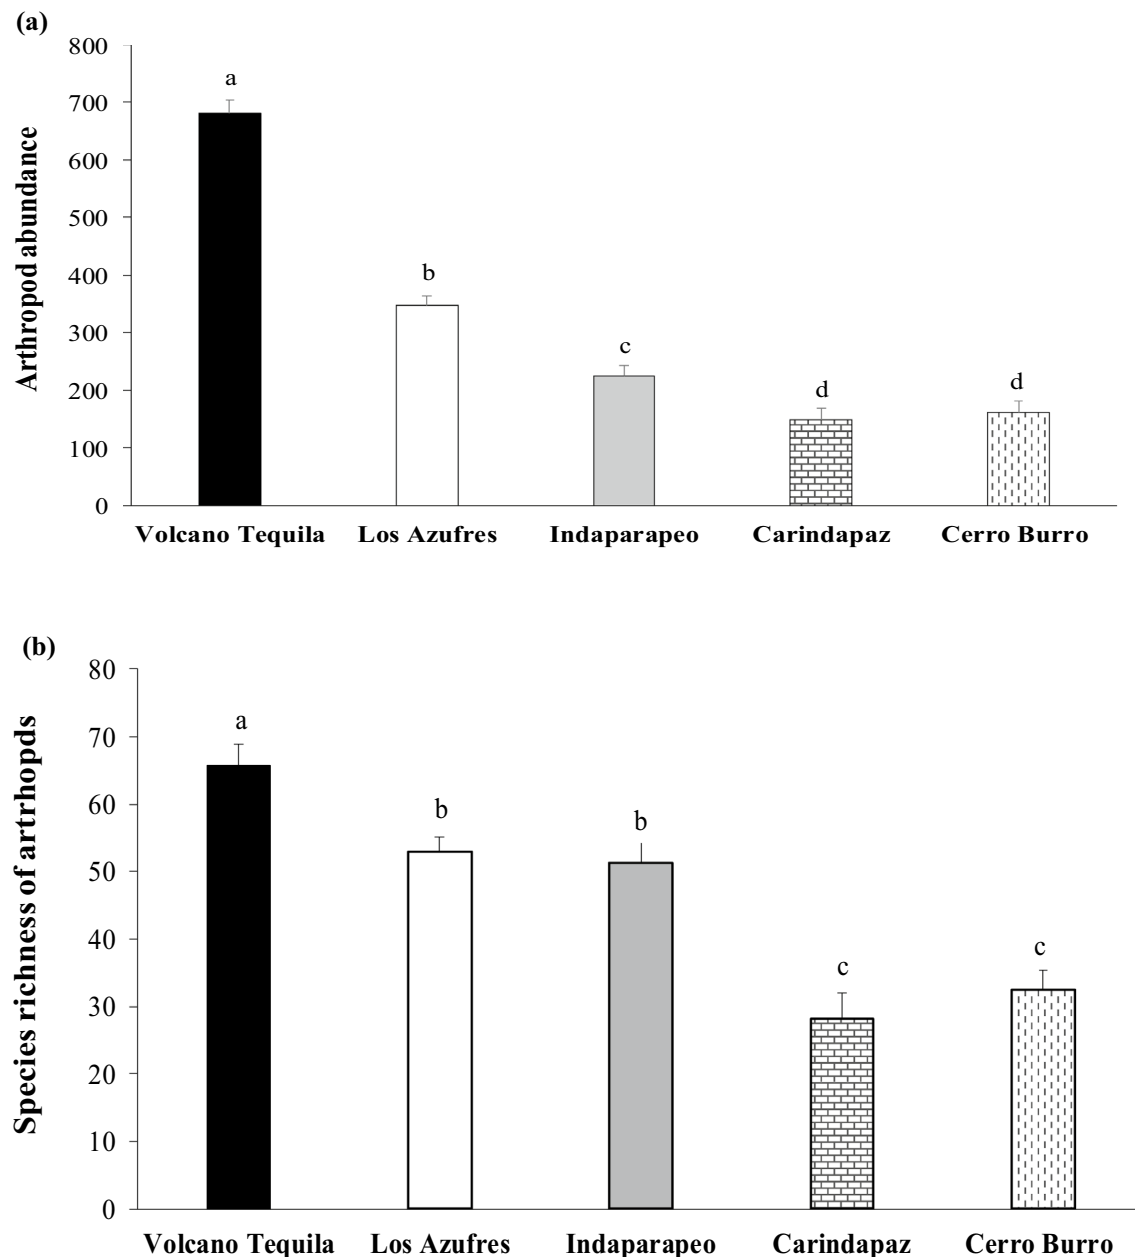 (a)
800
700
600
500
400
300
200
100
0
Arthropod abundance
a
b
c
d
d
Volcano Tequila Los Azufres Indaparapeo Carindapaz Cerro Burro
(b)
80
70
60
50
40
30
20
10
0
Species richness of artrhopds
a
b
b
c
c
Volcano Tequila Los Azufres Indaparapeo Carindapaz Cerro Burro